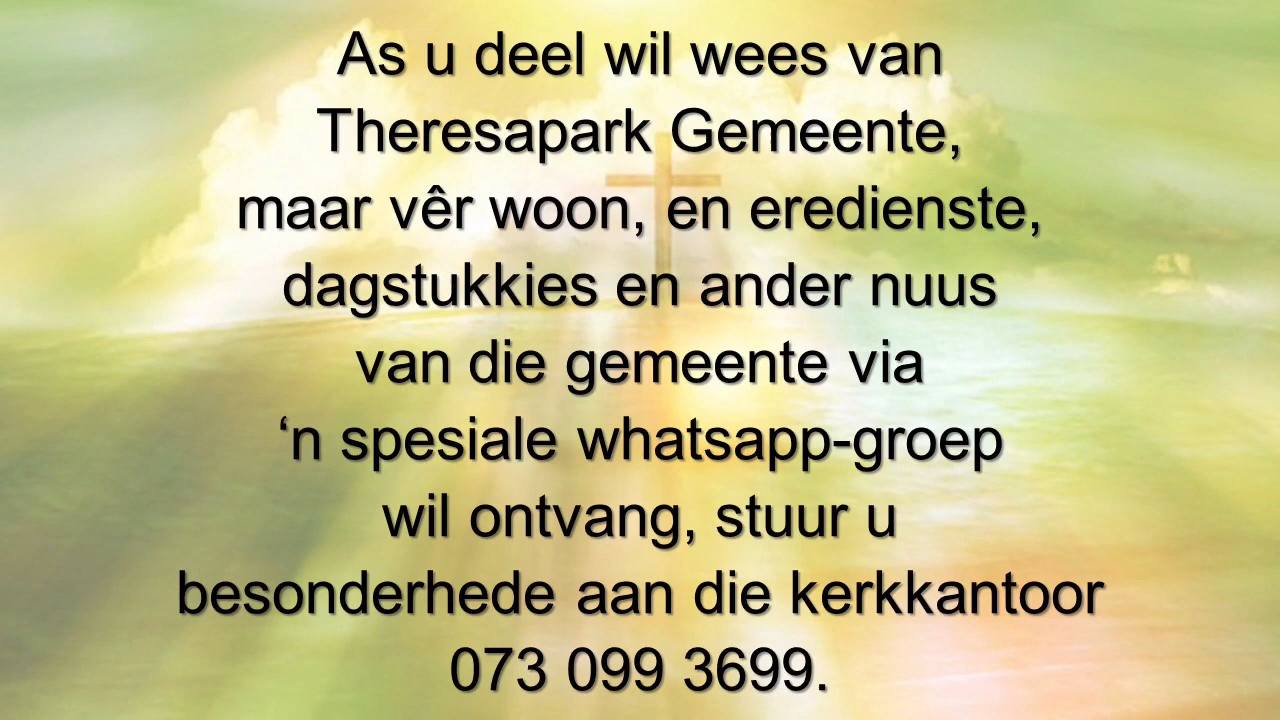 As u deel wil wees van
Theresapark Gemeente,
maar vêr woon, en eredienste,
dagstukkies en ander nuus
van die gemeente via
‘n spesiale whatsapp-groep
wil ontvang, stuur u
besonderhede aan die kerkkantoor
073 099 3699.